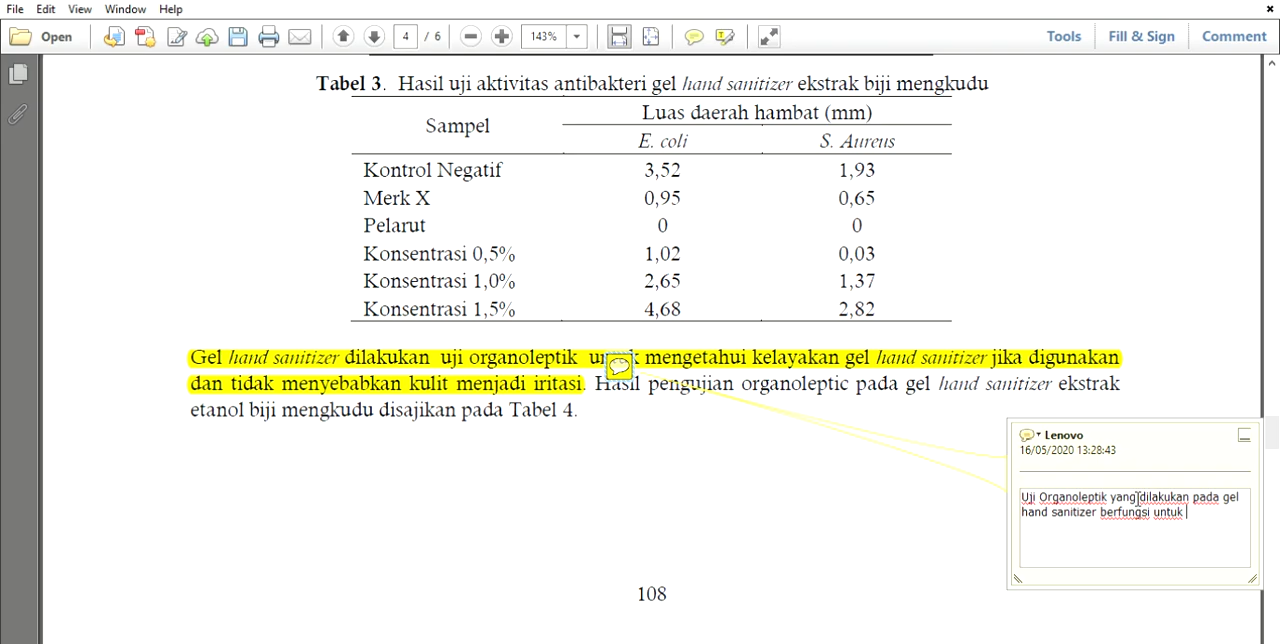 File Edit View Window Help
Open 4 / 6 143% Tools Fill & Sign Comment
Tabel 3. Hasil uji aktivitas antibakteri gel hand sanitizer ekstrak biji mengkudu
Sampel Luas daerah hambat (mm)
E. coli S. Aureus
Kontrol Negatif 3,52 1,93
Merk X 0,95 0,65
Pelarut 0 0
Konsentrasi 0,5% 1,02 0,03
Konsentrasi 1,0% 2,65 1,37
Konsentrasi 1,5% 4,68 2,82
Gel hand sanitizer dilakukan uji organoleptik untuk mengetahui kelayakan gel hand sanitizer jika digunakan
dan tidak menyebabkan kulit menjadi iritasi. Hasil pengujian organoleptic pada gel hand sanitizer ekstrak
etanol biji mengkudu disajikan pada Tabel 4.
Lenovo
16/05/2020 13:28:43
Uji Organoleptik yang dilakukan pada gel
hand sanitizer berfungsi untuk
108